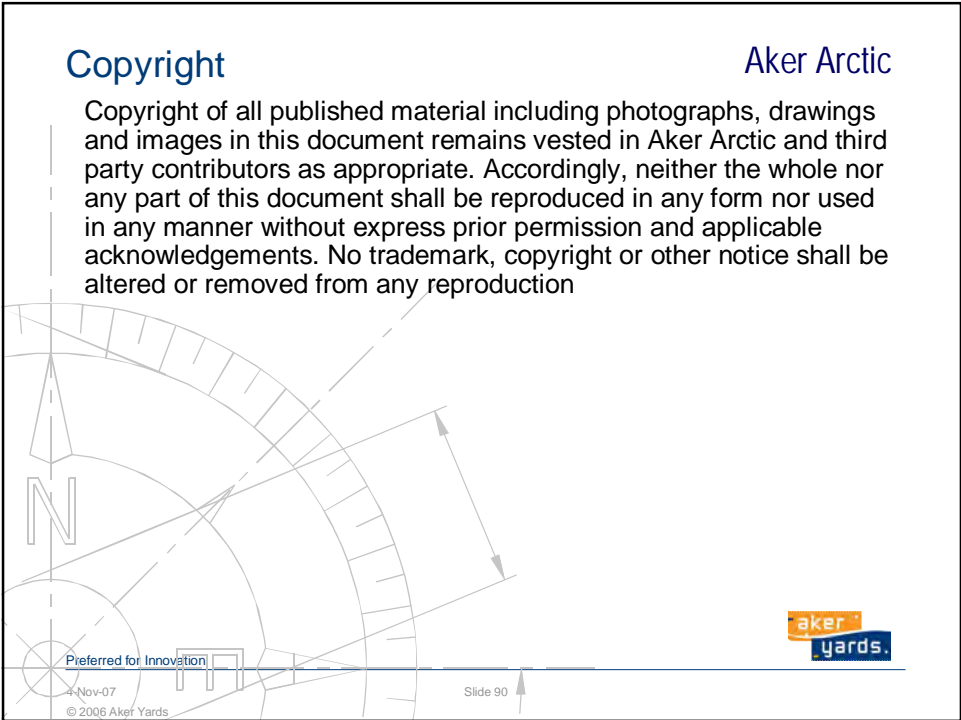 Copyright
Aker Arctic
Copyright of all published material including photographs, drawings
and images in this document remains vested in Aker Arctic and third
party contributors as appropriate. Accordingly, neither the whole nor
any part of this document shall be reproduced in any form nor used
in any manner without express prior permission and applicable
acknowledgements. No trademark, copyright or other notice shall be
altered or removed from any reproduction
N
E
aker
yards.
Preferred for Innovation
4-Nov-07
Slide 90
© 2006 Aker Yards